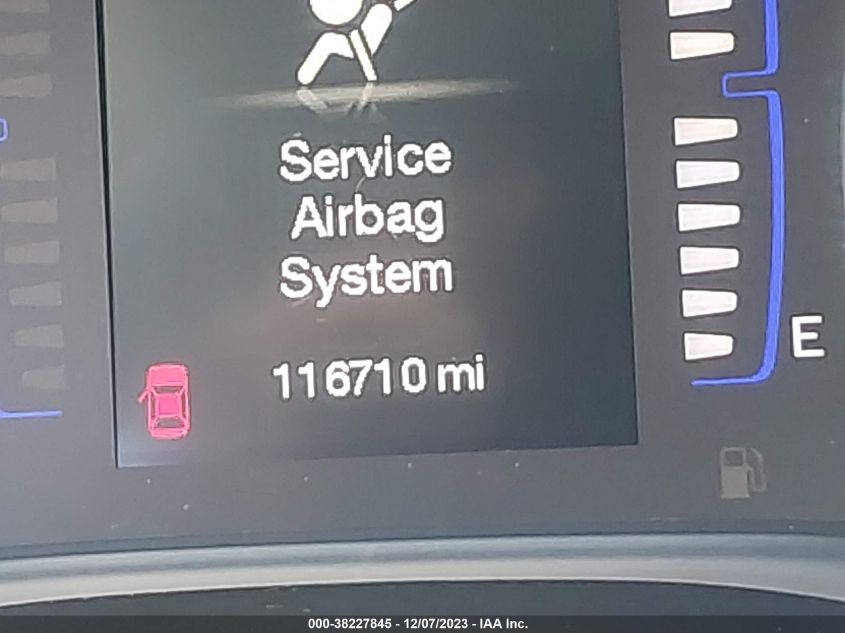 Service
Airbag
System
116710 mi
E
000-38227845 - 12/07/2023 - IAA Inc.